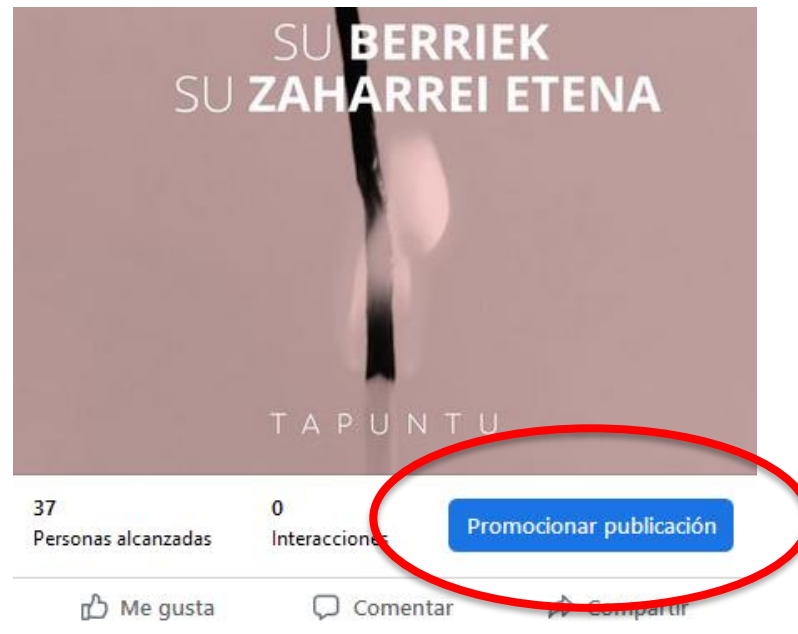 SU BERRIEK
SU ZAHARREI ETENA
TAPUNTU
37
Personas alcanzadas
0
Interacciones
Promocionar publicación
Me gusta
Comentar
Compartir